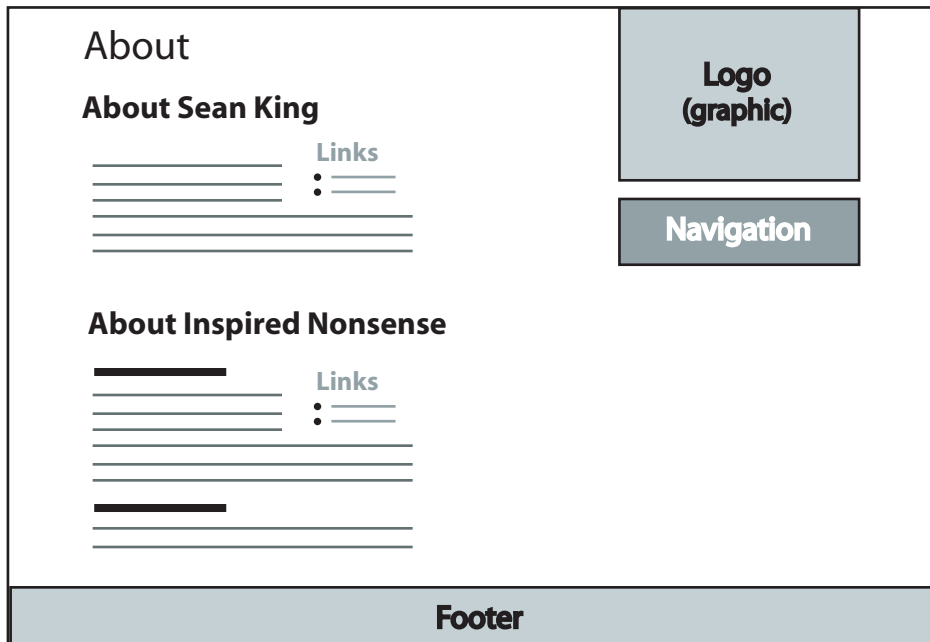 About
About Sean King
Links
About Inspired Nonsense
Links
Logo
(graphic)
Navigation
Footer